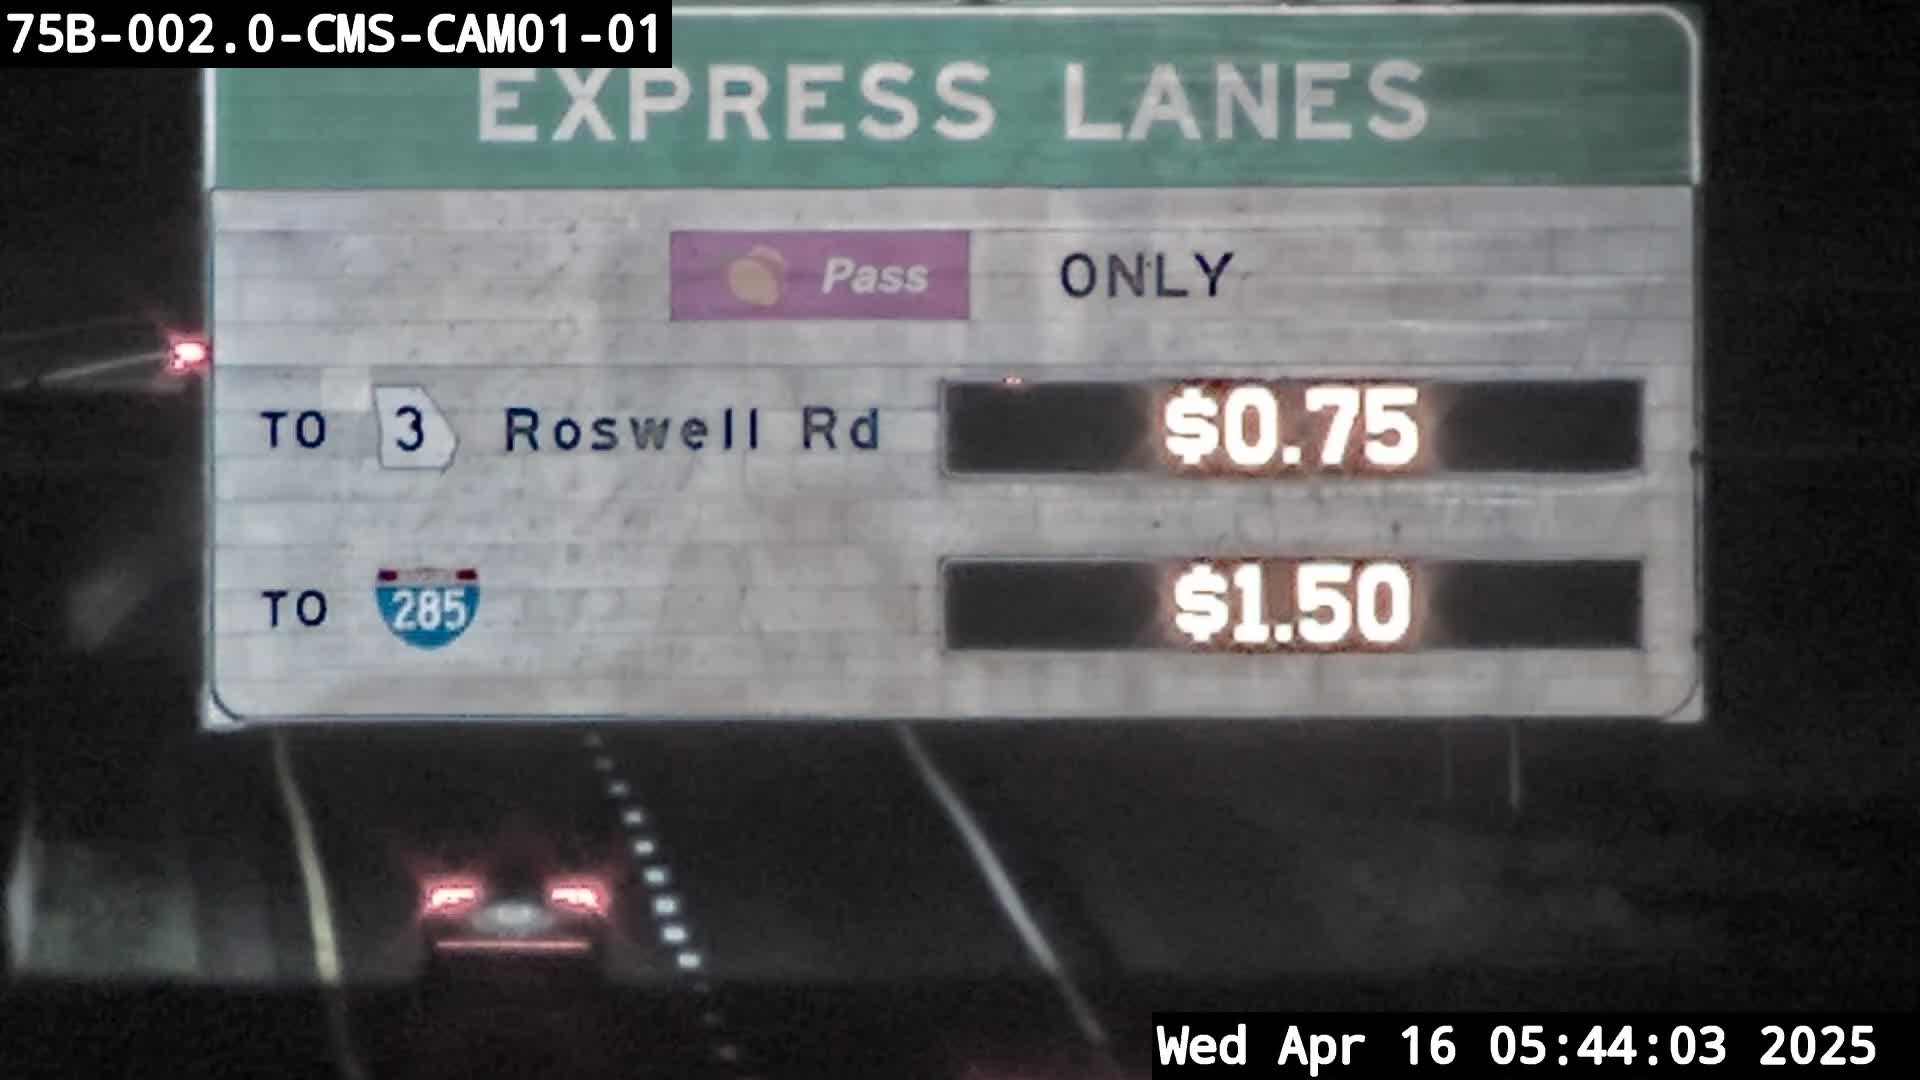 75B-002.0-CMS-CAM01-01
EXPRESS LANES
Pass ONLY
TO 3 Roswell Rd $0.75
TO 285 $1.50
Wed Apr 16 05:44:03 2025